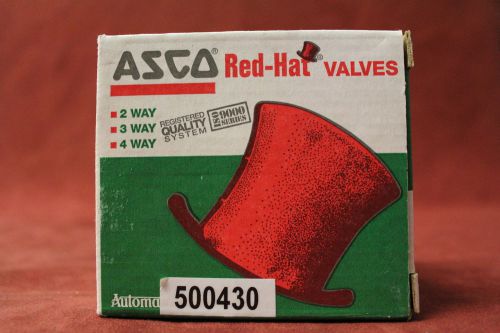 ASCO® Red-Hat® VALVES
2 WAY
3 WAY
4 WAY
REGISTERED
QUALITY
SYSTEM
ISO 9000 SERIES
Automa
500430